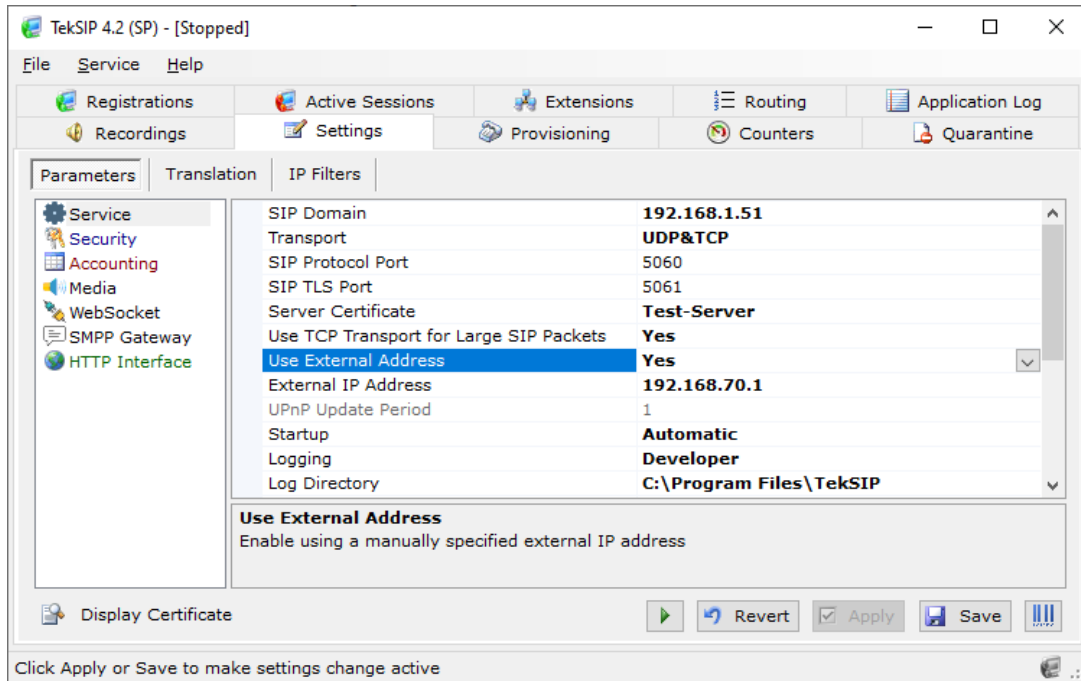 TekSIP 4.2 (SP) - [Stopped]
File Service Help
Registrations Active Sessions Extensions Routing Application Log
Recordings Settings Provisioning Counters Quarantine
Parameters Translation IP Filters
Service
Security
Accounting
Media
WebSocket
SMPP Gateway
HTTP Interface
SIP Domain 192.168.1.51
Transport UDP&TCP
SIP Protocol Port 5060
SIP TLS Port 5061
Server Certificate Test-Server
Use TCP Transport for Large SIP Packets Yes
Use External Address Yes
External IP Address 192.168.70.1
UPnP Update Period 1
Startup Automatic
Logging Developer
Log Directory C:\Program Files\TekSIP
Use External Address
Enable using a manually specified external IP address
Display Certificate Revert Apply Save
Click Apply or Save to make settings change active